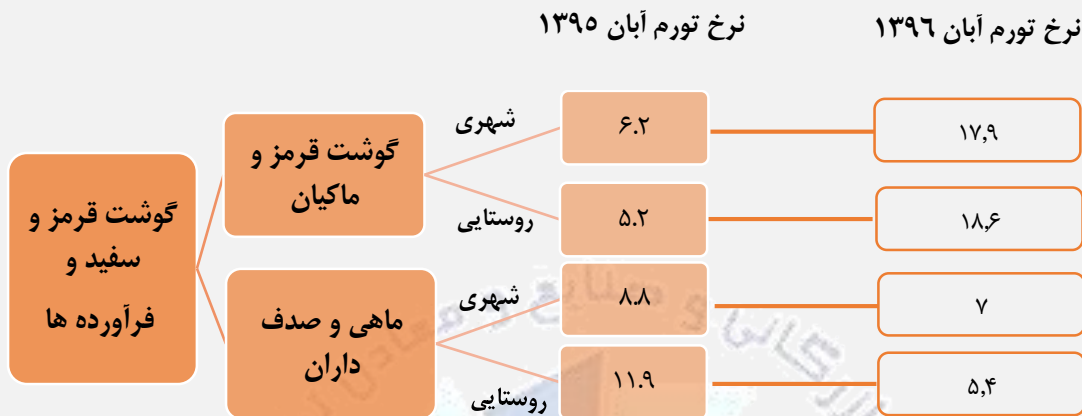 نرخ تورم آبان ۱۳۹۶
نرخ تورم آبان ۱۳۹۵
گوشت قرمز و
سفید و
فرآورده ها
گوشت قرمز و
ماکیان
شهری
۶.۲
۱۷٫۹
روستایی
۵.۲
۱۸٫۶
ماهی و صدف
داران
شهری
۸.۸
۷
روستایی
۱۱.۹
۵٫۴